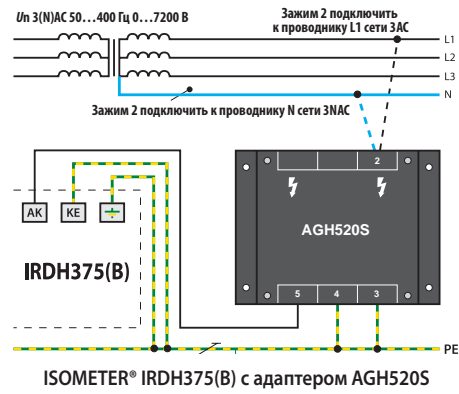 Un 3(N)AC 50...400 Гц 0...7200 В
Зажим 2 подключить
к проводнику L1 сети 3AC
L1
L2
L3
N
Зажим 2 подключить к проводнику N сети 3NAC
2
AK
KE
AGH520S
IRDH375(B)
5
4
3
PE
ISOMETER® IRDH375(B) с адаптером AGH520S